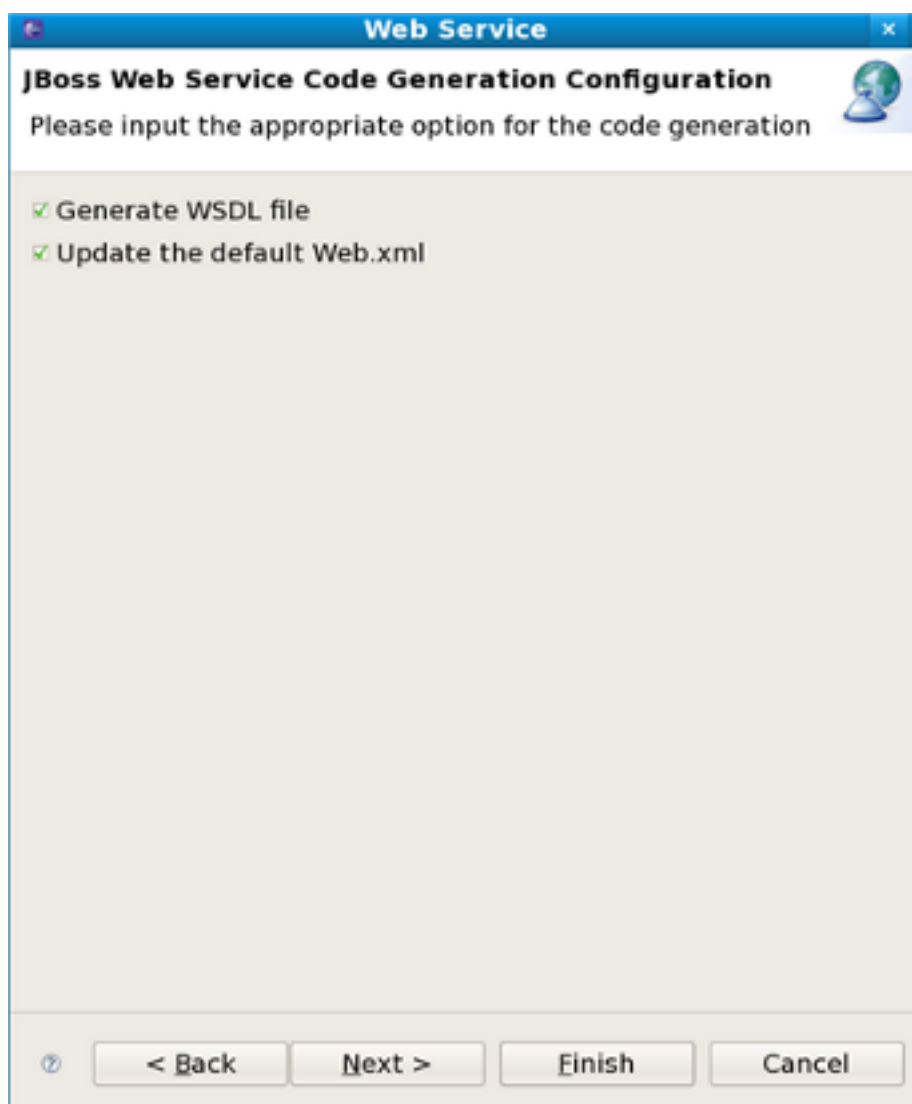 Web Service
JBoss Web Service Code Generation Configuration
Please input the appropriate option for the code generation
Generate WSDL file
Update the default Web.xml
< Back
Next >
Finish
Cancel